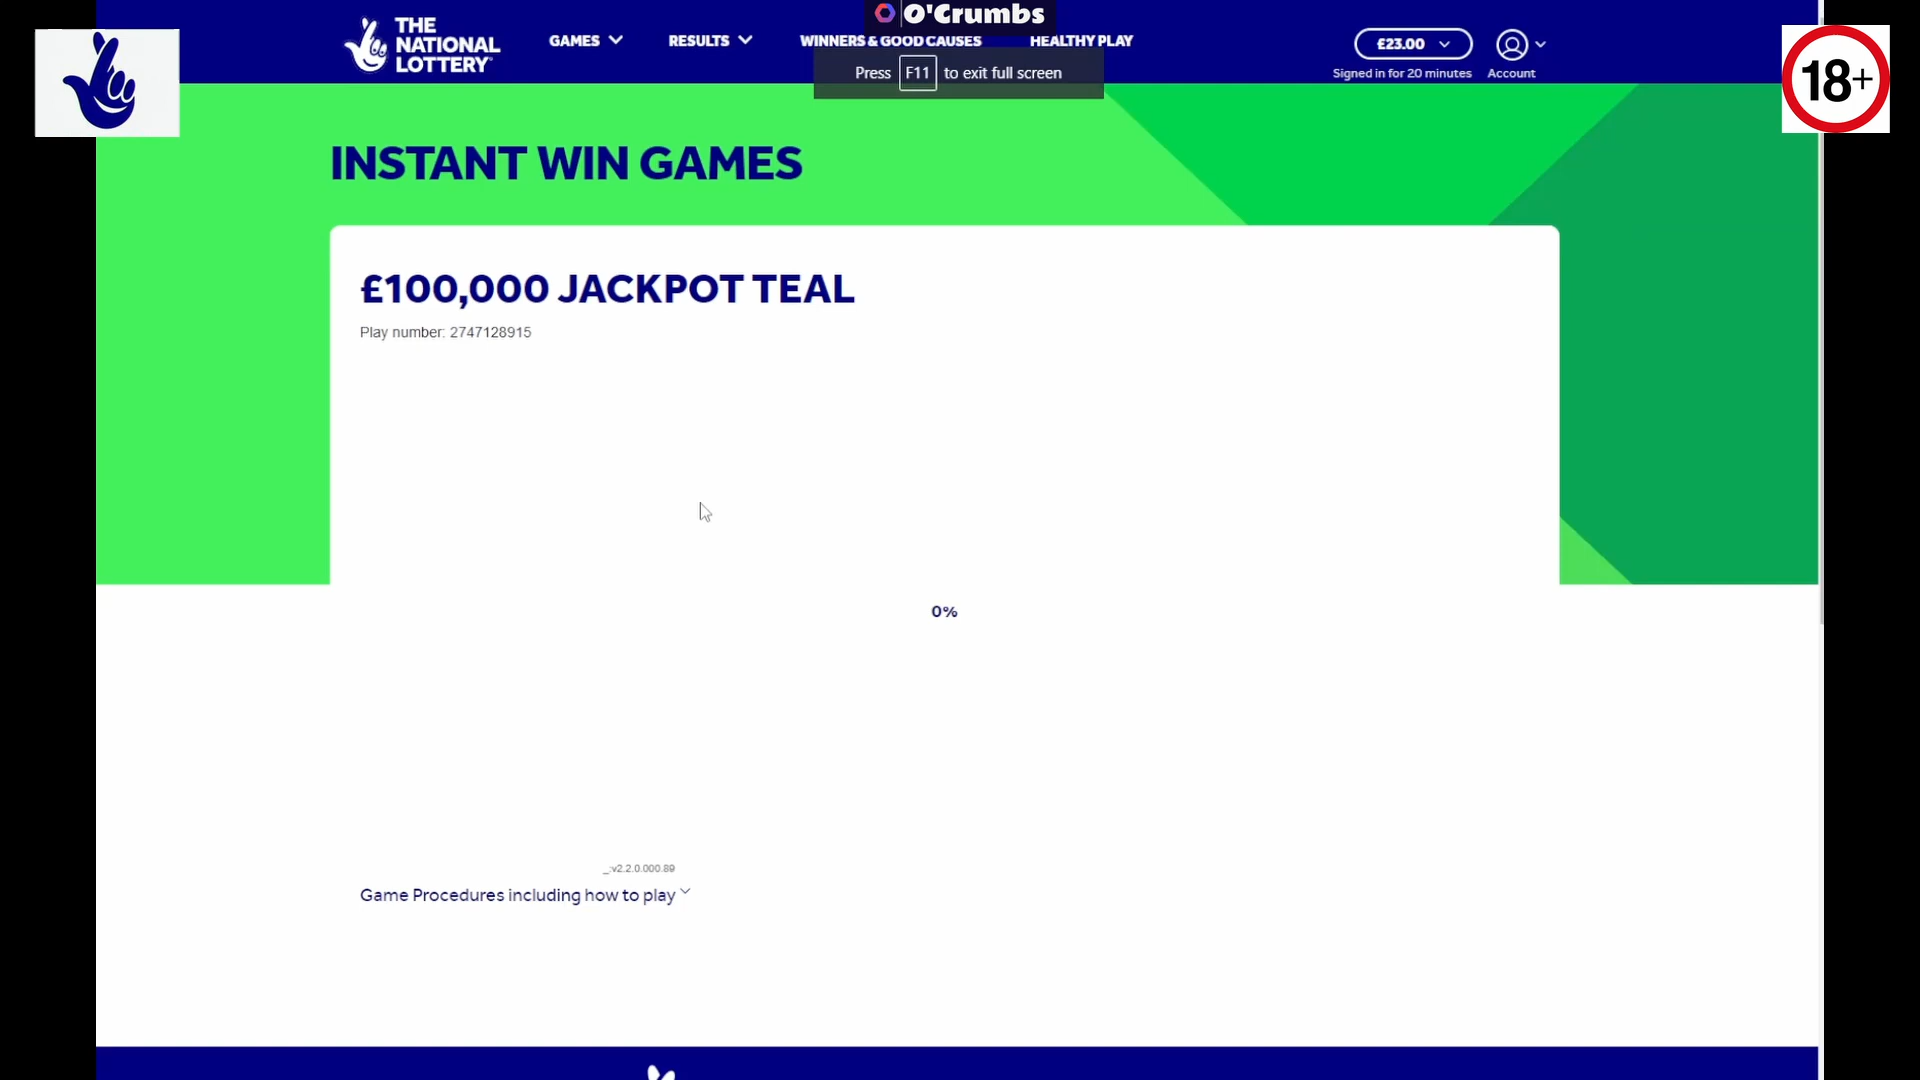 O'Crumbs
THE
NATIONAL
LOTTERY
GAMES
RESULTS
WINNERS & GOOD CAUSES
HEALTHY PLAY
£23.00
Signed in for 20 minutes
Account
Press F11 to exit full screen
18+
INSTANT WIN GAMES
£100,000 JACKPOT TEAL
Play number: 2747128915
0%
_:v2.2.0.000.89
Game Procedures including how to play